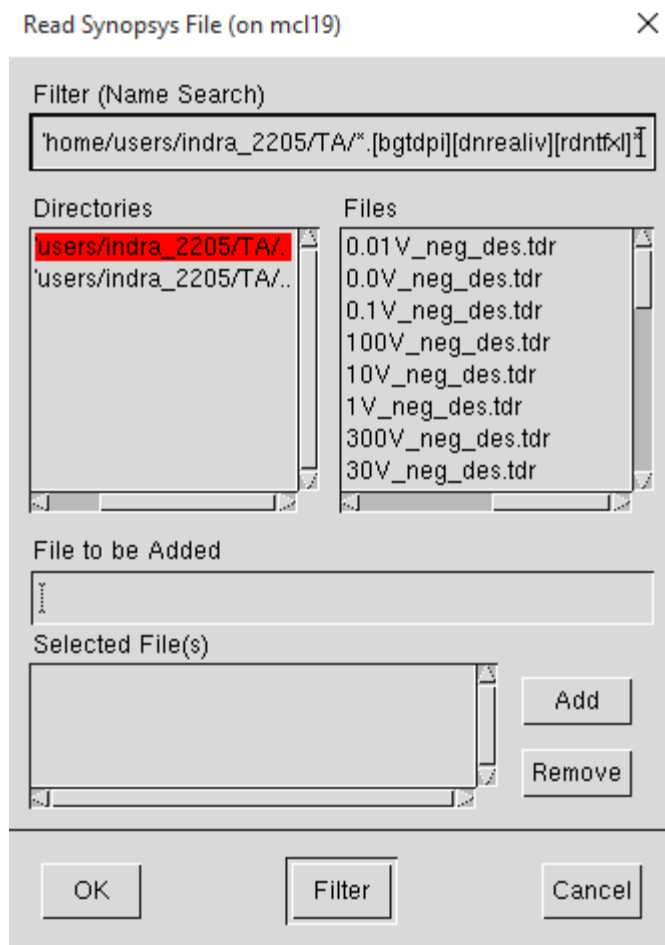 Read Synopsys File (on mcl19)
Filter (Name Search)
'home/users/indra_2205/TA/*.[bgtdpi][dnrealiv][rdntfxl]*
Directories
Files
'users/indra_2205/TA/.
'users/indra_2205/TA/..
0.01V_neg_des.tdr
0.0V_neg_des.tdr
0.1V_neg_des.tdr
100V_neg_des.tdr
10V_neg_des.tdr
1V_neg_des.tdr
300V_neg_des.tdr
30V_neg_des.tdr
File to be Added
Selected File(s)
Add
Remove
OK
Filter
Cancel